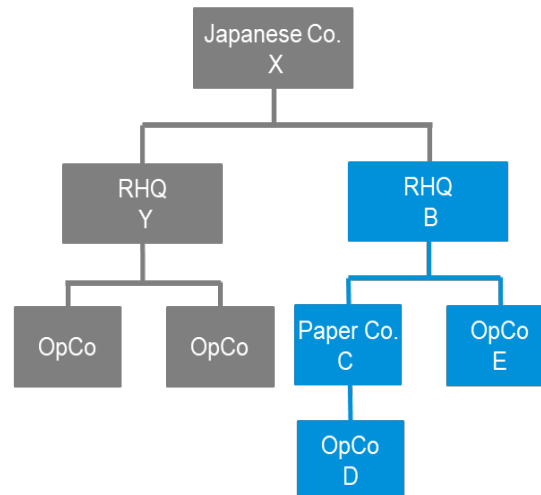 Japanese Co.
X
RHQ
Y
RHQ
B
OpCo
OpCo
Paper Co.
C
OpCo
E
OpCo
D